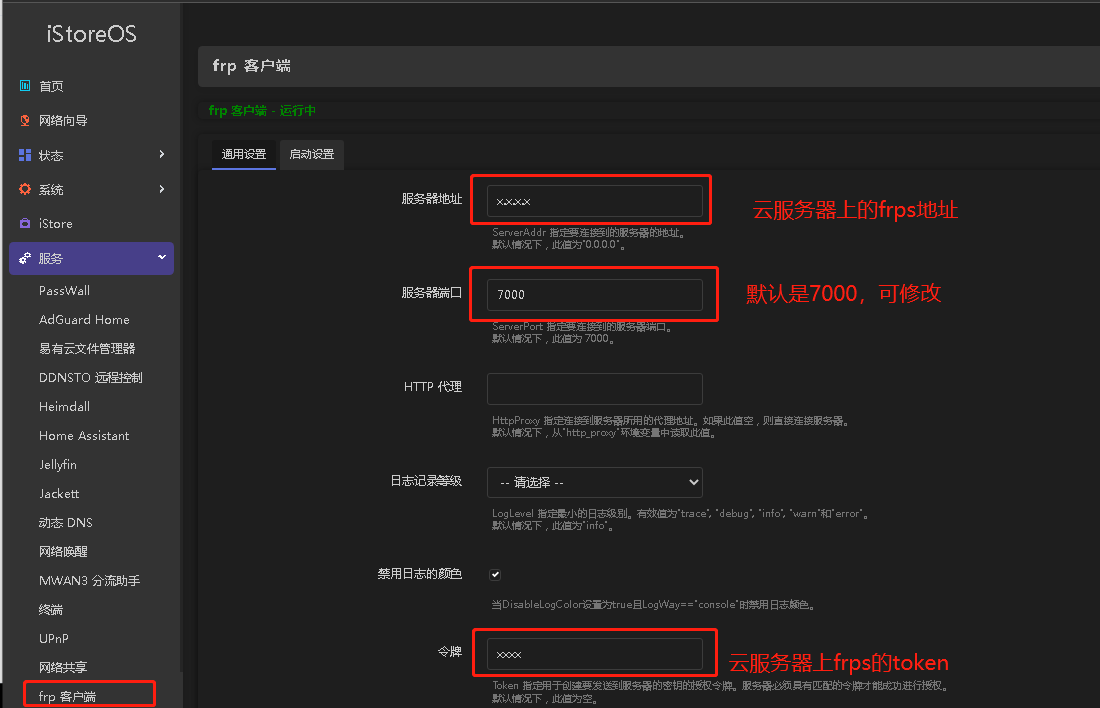 iStoreOS
首页
网络向导
状态
系统
iStore
服务
PassWall
AdGuard Home
易有云文件管理器
DDNSTO 远程控制
Heimdall
Home Assistant
Jellyfin
Jackett
动态 DNS
网络唤醒
MWAN3 分流助手
终端
UPnP
网络共享
frp 客户端
frp 客户端
frp 客户端 - 运行中
通用设置 启动设置
服务器地址 x.x.x.x 云服务器上的frps地址
ServerAddr 指定要连接到的服务器的地址。
默认情况下，此值为"0.0.0.0"。
服务器端口 7000 默认是7000，可修改
ServerPort 指定要连接到的服务器端口。
默认情况下，此值为 7000。
HTTP 代理
HttpProxy 指定连接到服务器所用的代理地址。如果此值空，则直接连接服务器。
默认情况下，从"http_proxy"环境变量中读取此值。
日志记录等级 -- 请选择 --
LogLevel 指定最小的日志级别。有效值为"trace", "debug", "info", "warn"和"error"。
默认情况下，此值为"info"。
禁用日志的颜色
当DisableLogColor设置为true且LogWay=="console"时禁用日志颜色。
令牌 xxxx 云服务器上frps的token
Token 指定用于创建要发送到服务器的密钥的授权令牌。服务器必须具有匹配的令牌才能成功进行授权。
默认情况下，此值为空。